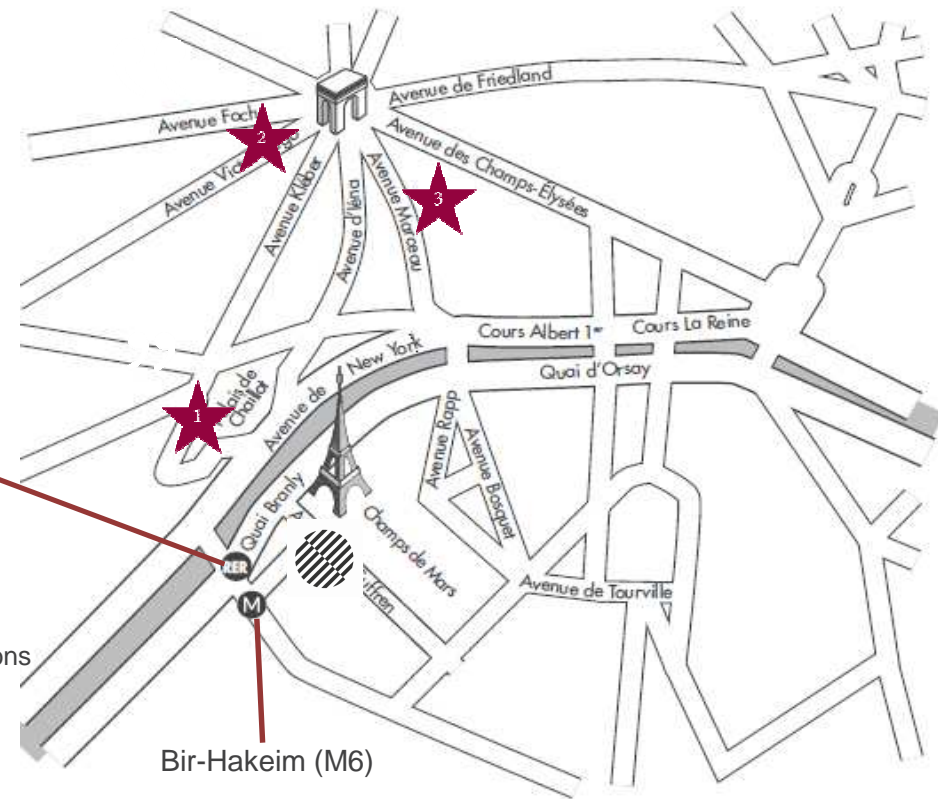 Avenue de Friedland
Avenue Foch
2
Avenue des Champs-Élysées
Avenue
Avenue Kléber
Avenue d'Iéna
Avenue Marceau
3
Cours Albert 1er
Cours La Reine
Avenue de New York
Quai d'Orsay
1
de
Chaillot
Avenue Rapp
Avenue Bosquet
Quai Branly
Champs de Mars
RER
M
Avenue de Tourville
Bir-Hakeim (M6)